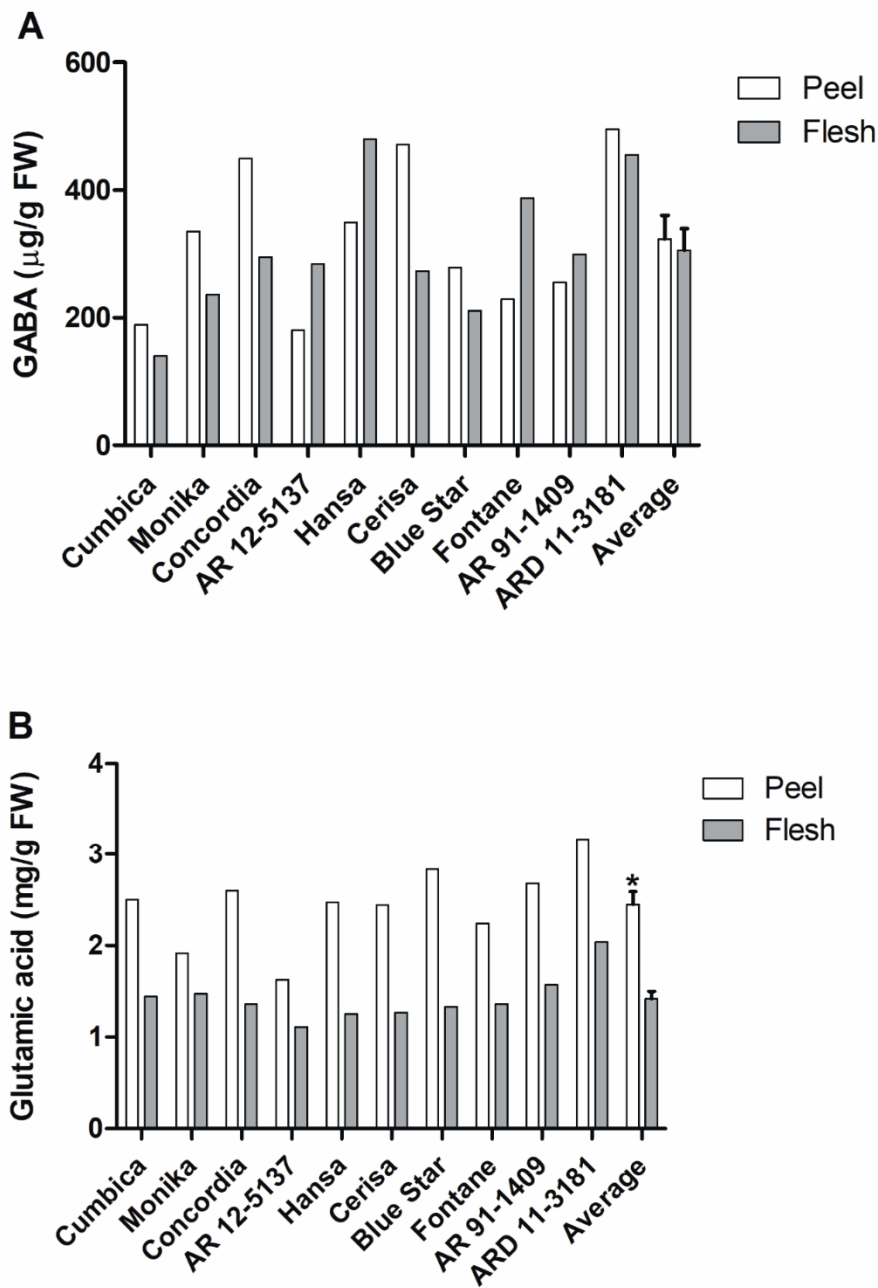 A
600
400
200
0
GABA (μg/g FW)
Peel
Flesh
Cumbica
Monika
Concordia
AR 12-5137
Hansa
Cerisa
Blue Star
Fontane
AR 91-1409
ARD 11-3181
Average
B
4
3
2
1
0
Glutamic acid (mg/g FW)
Peel
Flesh
*
Cumbica
Monika
Concordia
AR 12-5137
Hansa
Cerisa
Blue Star
Fontane
AR 91-1409
ARD 11-3181
Average